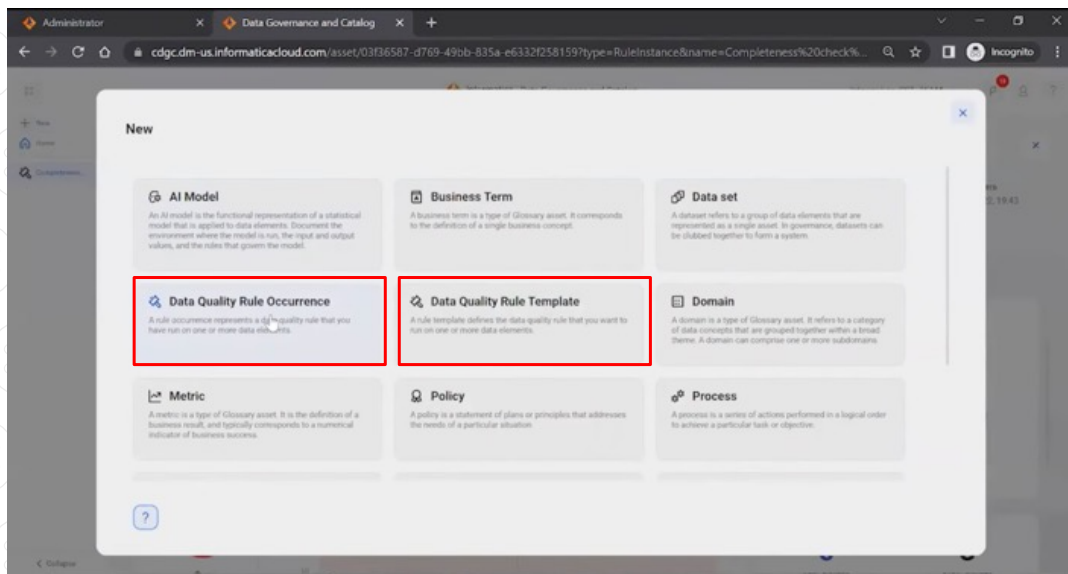 Administrator
Data Governance and Catalog
cdgc.dm-us.informaticacloud.com/asset/03f36587-d769-49bb-835a-e6332f258159?type=RuleInstance&name=Completeness%20check%...
Incognito
New
Home
New
AI Model
An AI model is the functional representation of a statistical
model that is applied to data elements. Document the
environment where the model is run, the input and output
values, and the rules that govern the model.
Business Term
A business term is a type of Glossary asset. It corresponds
to the definition of a single business concept.
Data set
A dataset refers to a group of data elements that are
represented as a single asset. In governance, datasets can
be clubbed together to form a system.
Data Quality Rule Occurrence
A rule occurrence represents a data quality rule that you
have run on one or more data elements.
Data Quality Rule Template
A rule template defines the data quality rule that you want to
run on one or more data elements.
Domain
A domain is a type of Glossary asset. It refers to a category
of data concepts that are grouped together within a broad
theme. A domain can comprise one or more subdomains.
Metric
A metric is a type of Glossary asset. It is the definition of a
business result, and typically corresponds to a numerical
indicator of business success.
Policy
A policy is a statement of plans or principles that addresses
the needs of a particular situation
Process
A process is a series of actions performed in a logical order
to achieve a particular task or objective.
?
Collapse